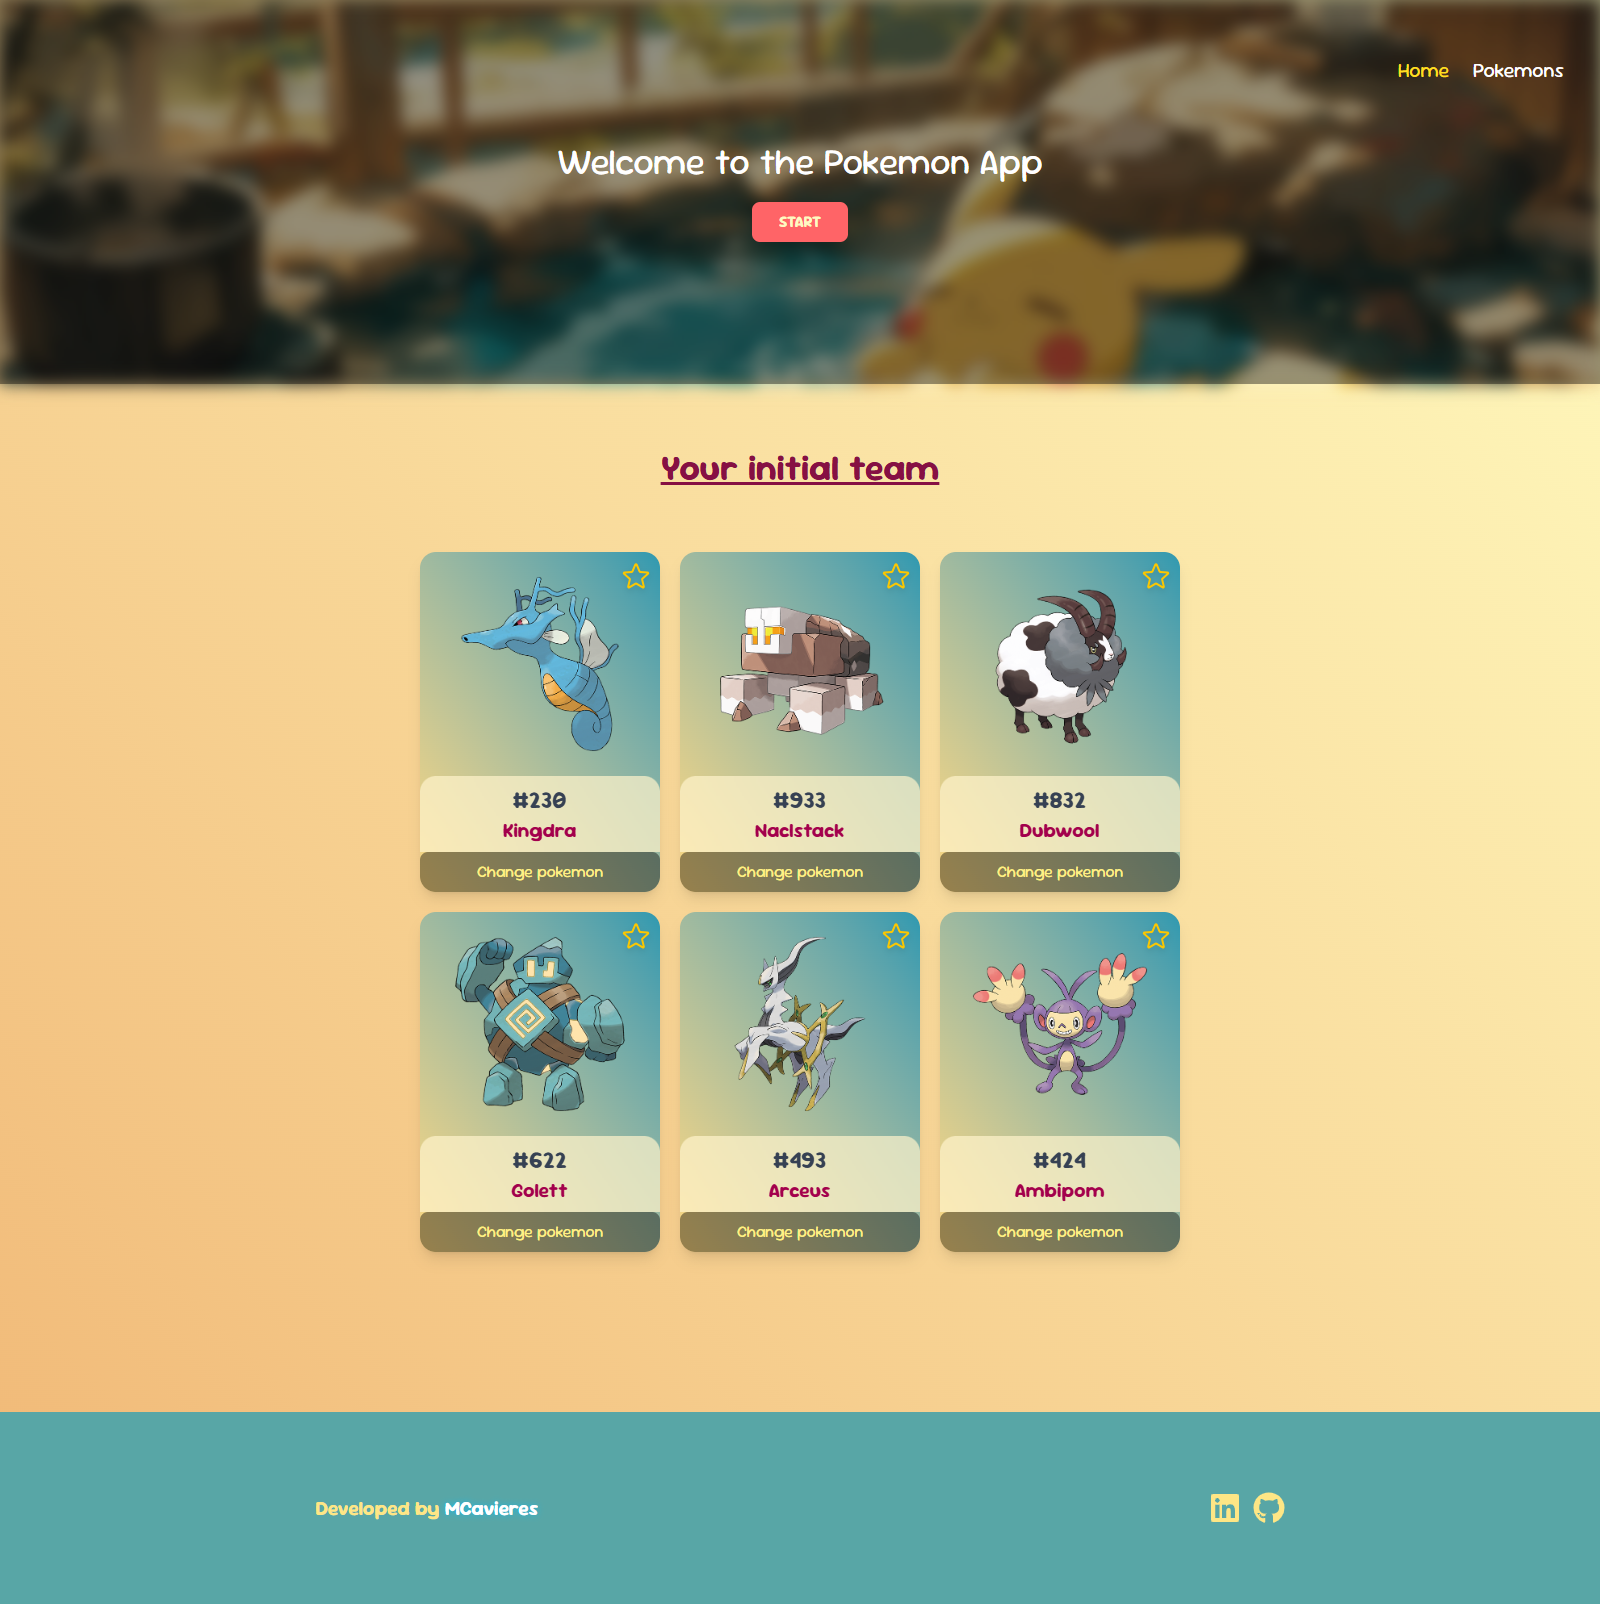 Home Pokemons
Welcome to the Pokemon App
START
Your initial team
#230 #933 #832
Kingdra Naclstack Dubwool
Change pokemon Change pokemon Change pokemon
#622 #493 #424
Golett Arceus Ambipom
Change pokemon Change pokemon Change pokemon
Developed by MCavieres
in